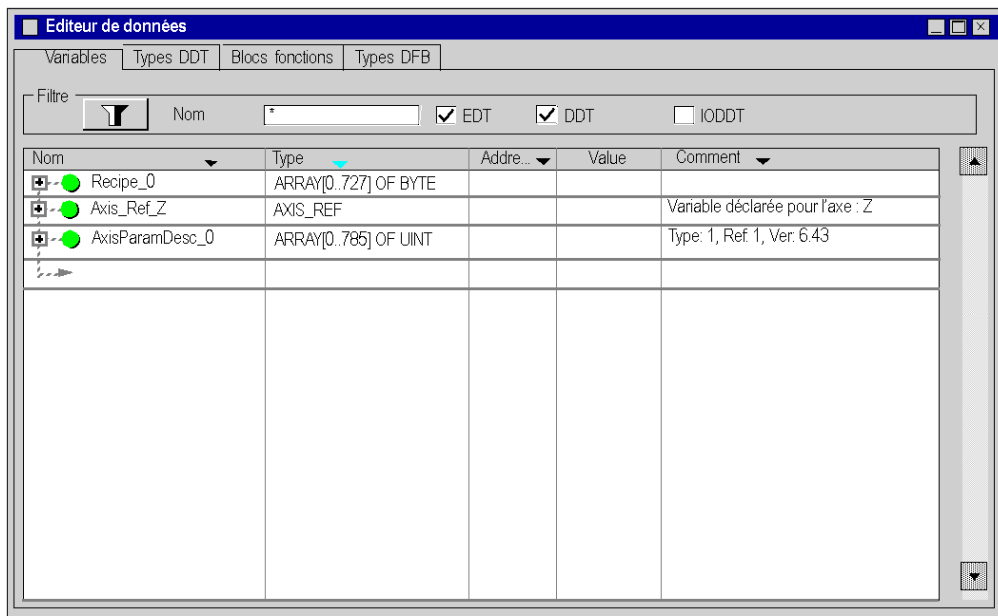 Editeur de données
Variables Types DDT Blocs fonctions Types DFB
Filtre
Nom * EDT DDT IODDT
Nom Type Addre... Value Comment
Recipe_0 ARRAY[0..727] OF BYTE
Axis_Ref_Z AXIS_REF Variable déclarée pour l'axe : Z
AxisParamDesc_0 ARRAY[0..785] OF UINT Type: 1, Ref: 1, Ver: 6.43